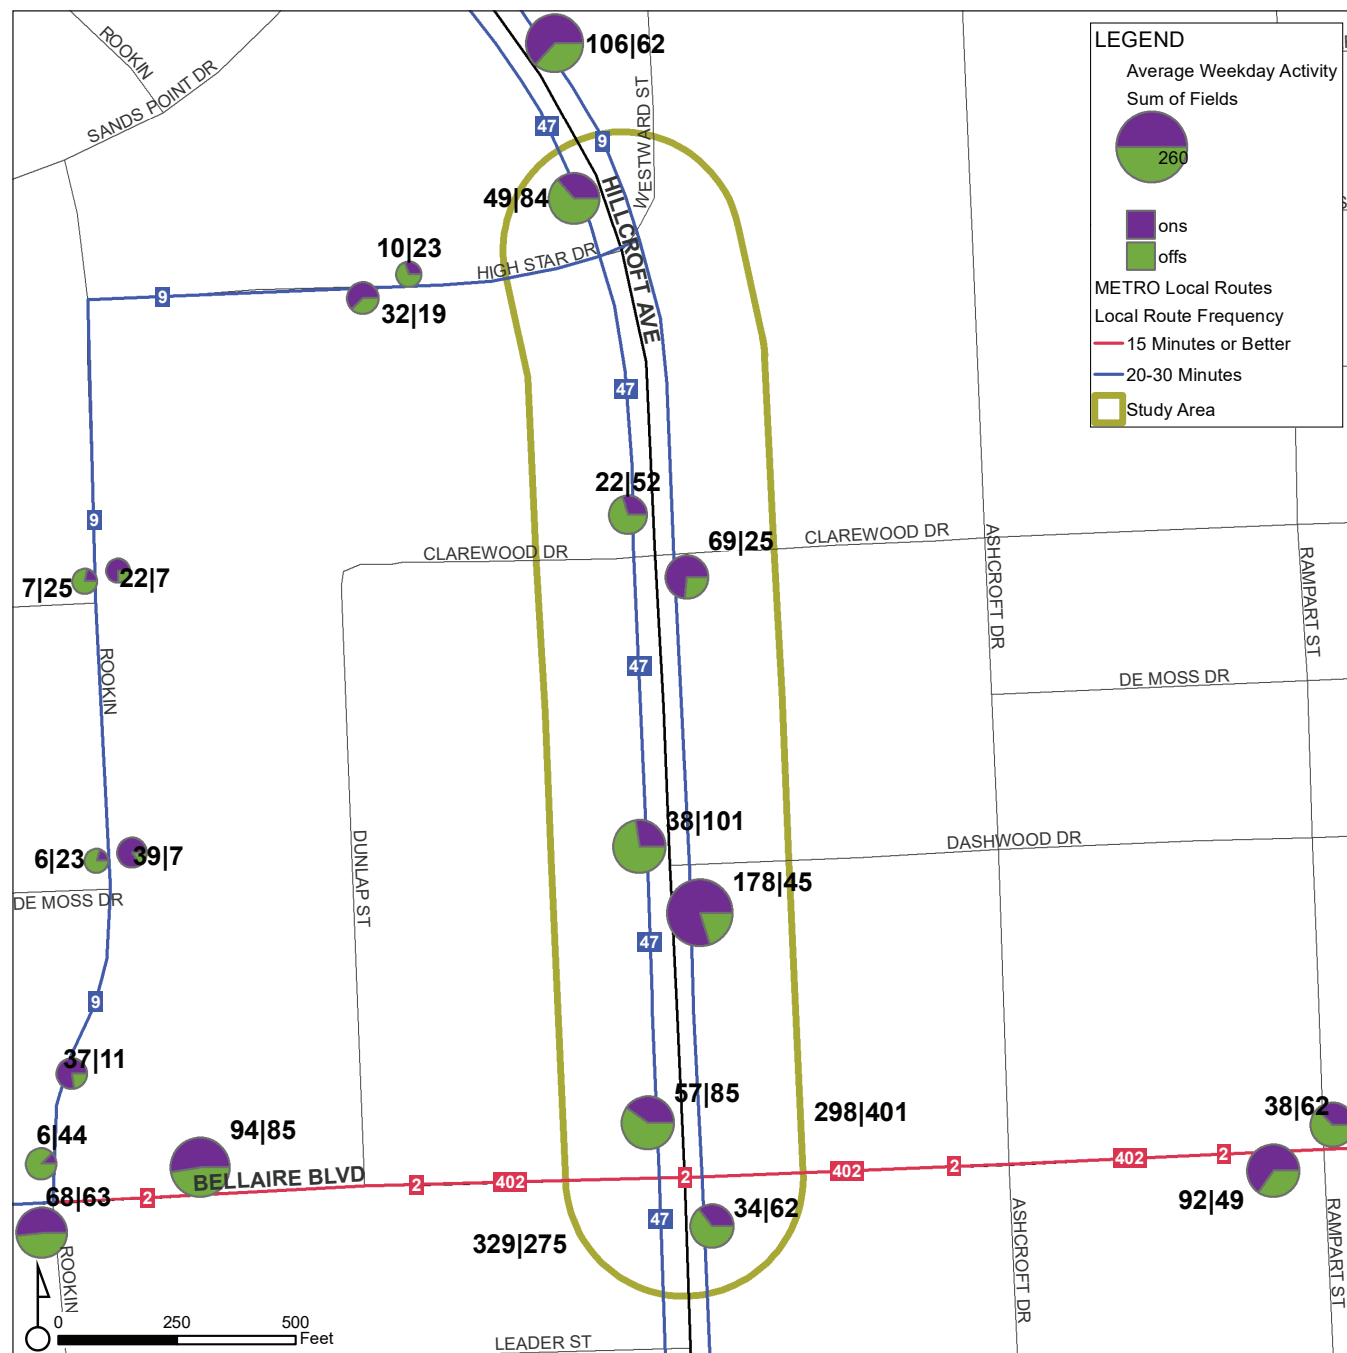 ROOKIN
SANDS POINT DR
106|62
WESTWARD ST
47
9
49|84
HILLCROFT AVE
10|23
HIGH STAR DR
9
32|19
LEGEND
Average Weekday Activity
Sum of Fields
260
ons
offs
METRO Local Routes
Local Route Frequency
15 Minutes or Better
20-30 Minutes
Study Area
47
22|52
9
69|25
CLAREWOOD DR
CLAREWOOD DR
ASHCROFT DR
RAMPART ST
7|25
22|7
ROOKIN
47
DE MOSS DR
38|101
DASHWOOD DR
DUNLAP ST
6|23
39|7
178|45
DE MOSS DR
47
9
37|11
57|85
298|401
38|62
6|44
94|85
BELLAIRE BLVD
2
2
402
2
402
2
402
2
92|49
68|63
34|62
47
329|275
ROOKIN
ASHCROFT DR
RAMPART ST
0 250 500
Feet
LEADER ST